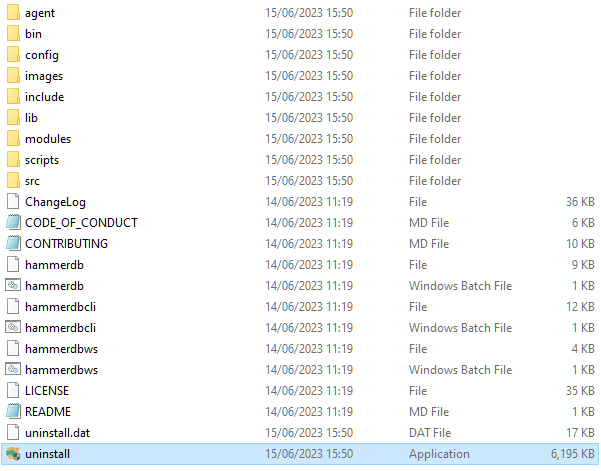 agent 15/06/2023 15:50 File folder
bin 15/06/2023 15:50 File folder
config 15/06/2023 15:50 File folder
images 15/06/2023 15:50 File folder
include 15/06/2023 15:50 File folder
lib 15/06/2023 15:50 File folder
modules 15/06/2023 15:50 File folder
scripts 15/06/2023 15:50 File folder
src 15/06/2023 15:50 File folder
ChangeLog 14/06/2023 11:19 File 36 KB
CODE_OF_CONDUCT 14/06/2023 11:19 MD File 6 KB
CONTRIBUTING 14/06/2023 11:19 MD File 10 KB
hammerdb 14/06/2023 11:19 File 9 KB
hammerdb 14/06/2023 11:19 Windows Batch File 1 KB
hammerdbcli 14/06/2023 11:19 File 12 KB
hammerdbcli 14/06/2023 11:19 Windows Batch File 1 KB
hammerdbws 14/06/2023 11:19 File 4 KB
hammerdbws 14/06/2023 11:19 Windows Batch File 1 KB
LICENSE 14/06/2023 11:19 File 35 KB
README 14/06/2023 11:19 MD File 1 KB
uninstall.dat 15/06/2023 15:50 DAT File 17 KB
uninstall 15/06/2023 15:50 Application 6,195 KB